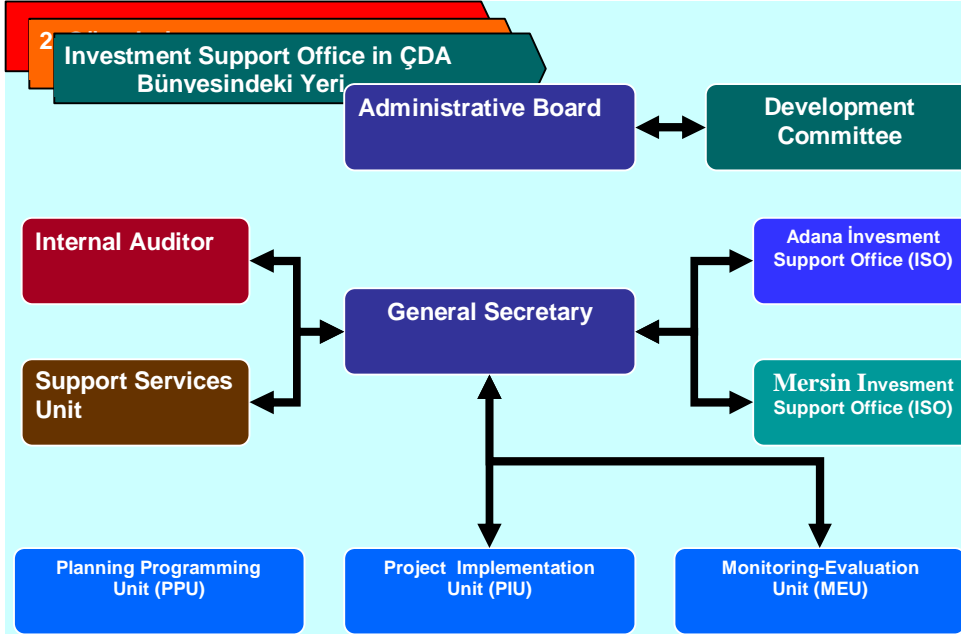 2
Investment Support Office in ÇDA
Bünvesindeki Yeri
Administrative Board
Development
Committee
Internal Auditor
Adana İnvesment
Support Office (ISO)
General Secretary
Support Services
Unit
Mersin Invesment
Support Office (ISO)
Planning Programming
Unit (PPU)
Project Implementation
Unit (PIU)
Monitoring-Evaluation
Unit (MEU)